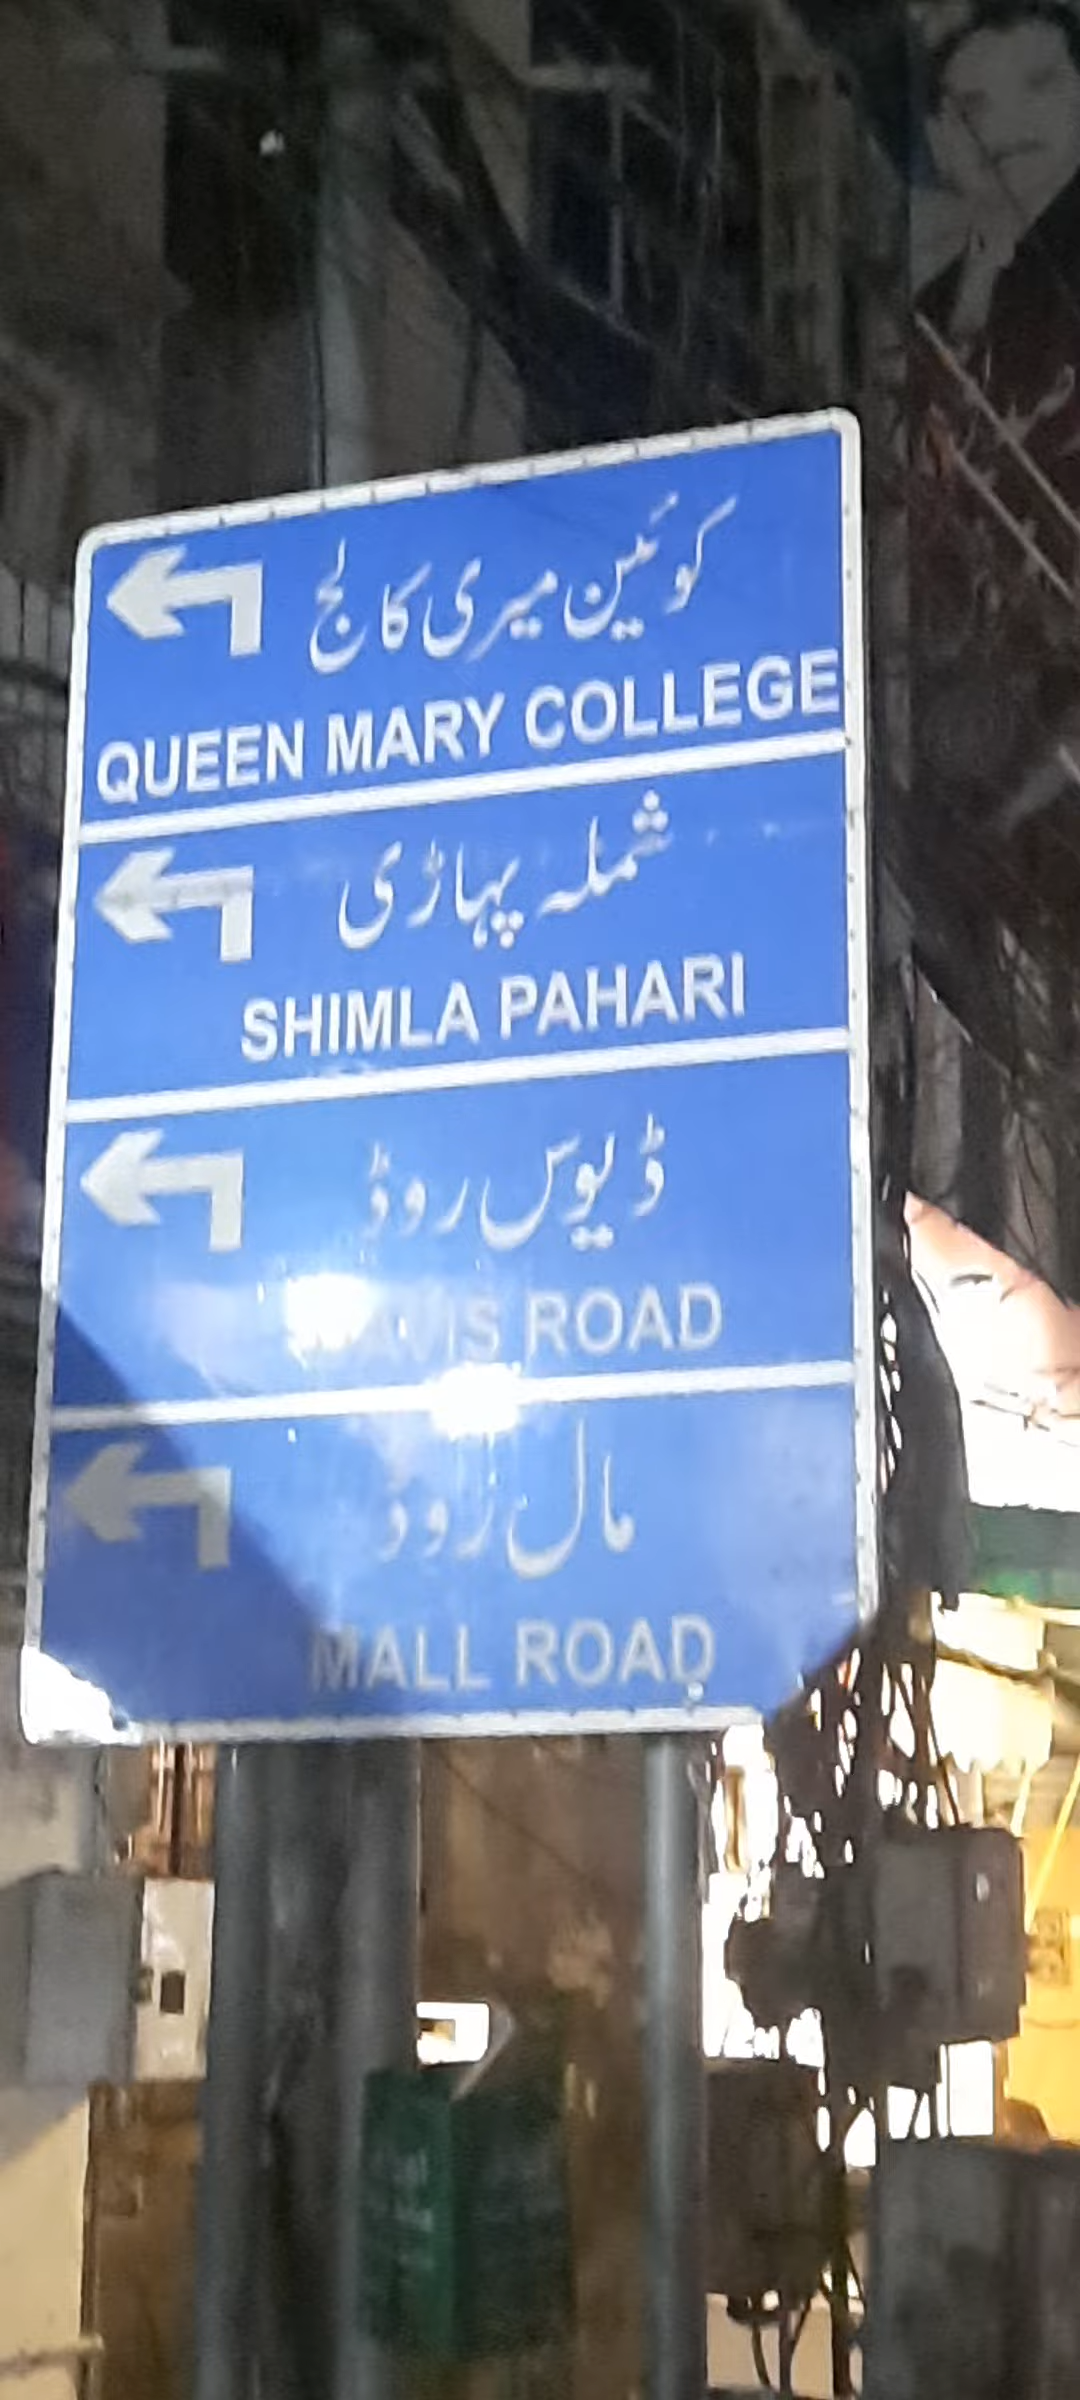 کوئین میری کالج
QUEEN MARY COLLEGE
شملہ پہاڑی
SHIMLA PAHARI
ڈیوس روڈ
DAVIS ROAD
مال روڈ
MALL ROAD